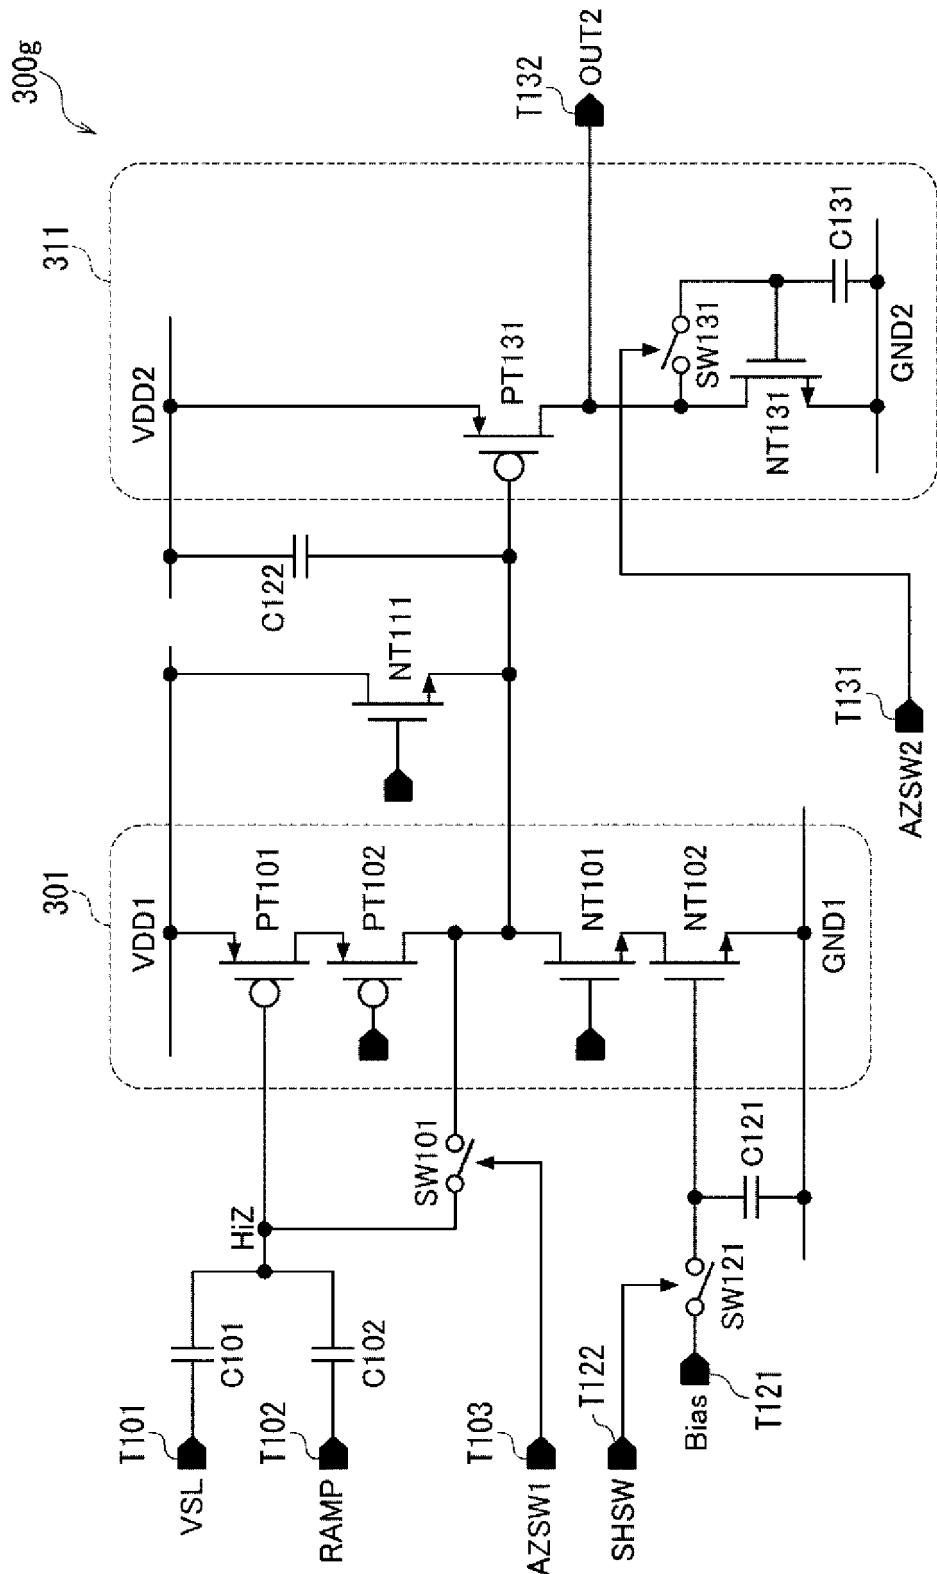 300g
301
311
VDD1
VDD2
T101
VSL
C101
HiZ
PT101
T102
RAMP
C102
PT102
SW101
T103
AZSW1
NT111
C122
PT131
T132
OUT2
NT101
NT102
T122
SHSW
Bias
T121
SW121
C121
GND1
SW131
NT131
C131
GND2
T131
AZSW2